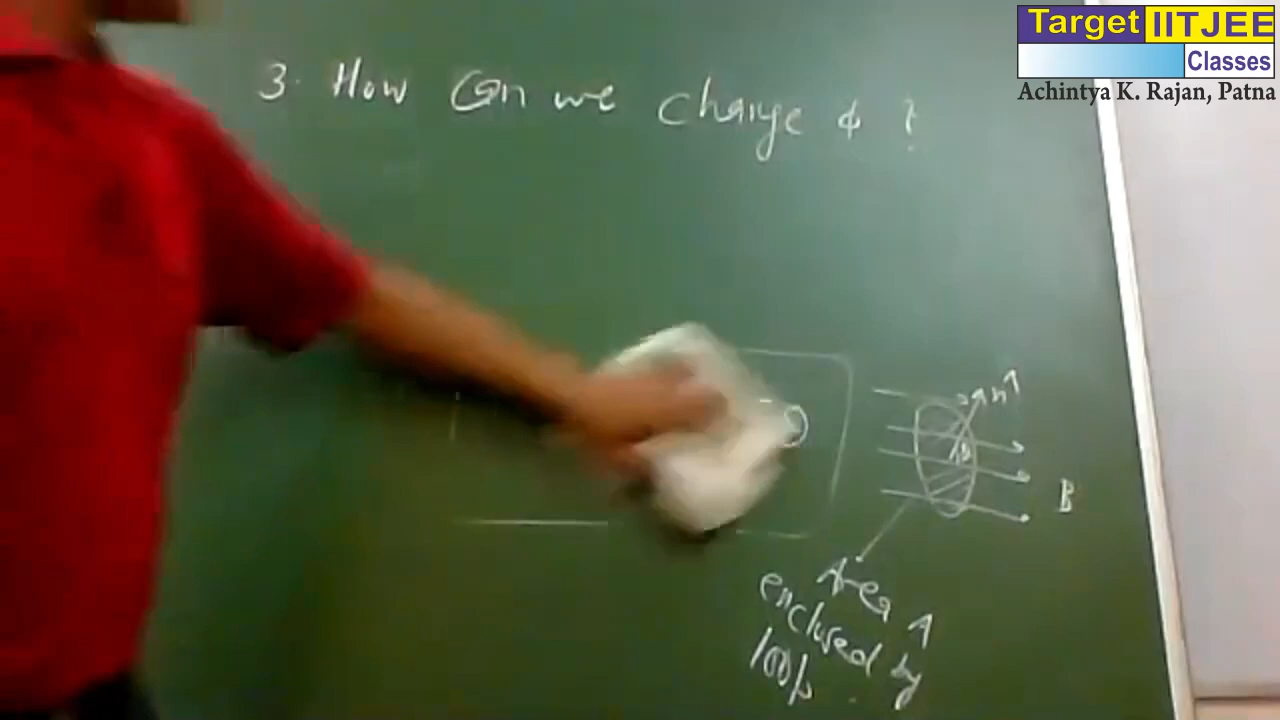 Target IITJEE
Classes
Achintya K. Rajan, Patna
3. How can we change ϕ ?
n
B
Area A
enclosed by
loop